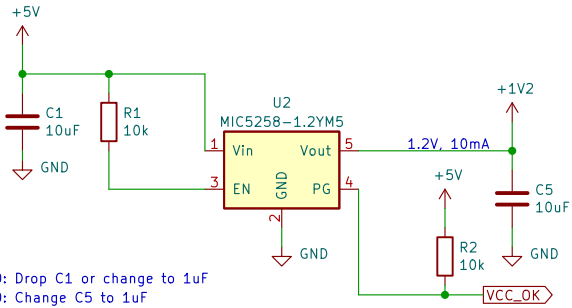 +5V
C1
10uF
GND
R1
10k
U2
MIC5258-1.2YM5
1
Vin
Vout
5
3
EN
GND
PG
4
2
GND
1.2V, 10mA
+1V2
+5V
C5
10uF
GND
R2
10k
VCC_OK
: Drop C1 or change to 1uF
: Change C5 to 1uF